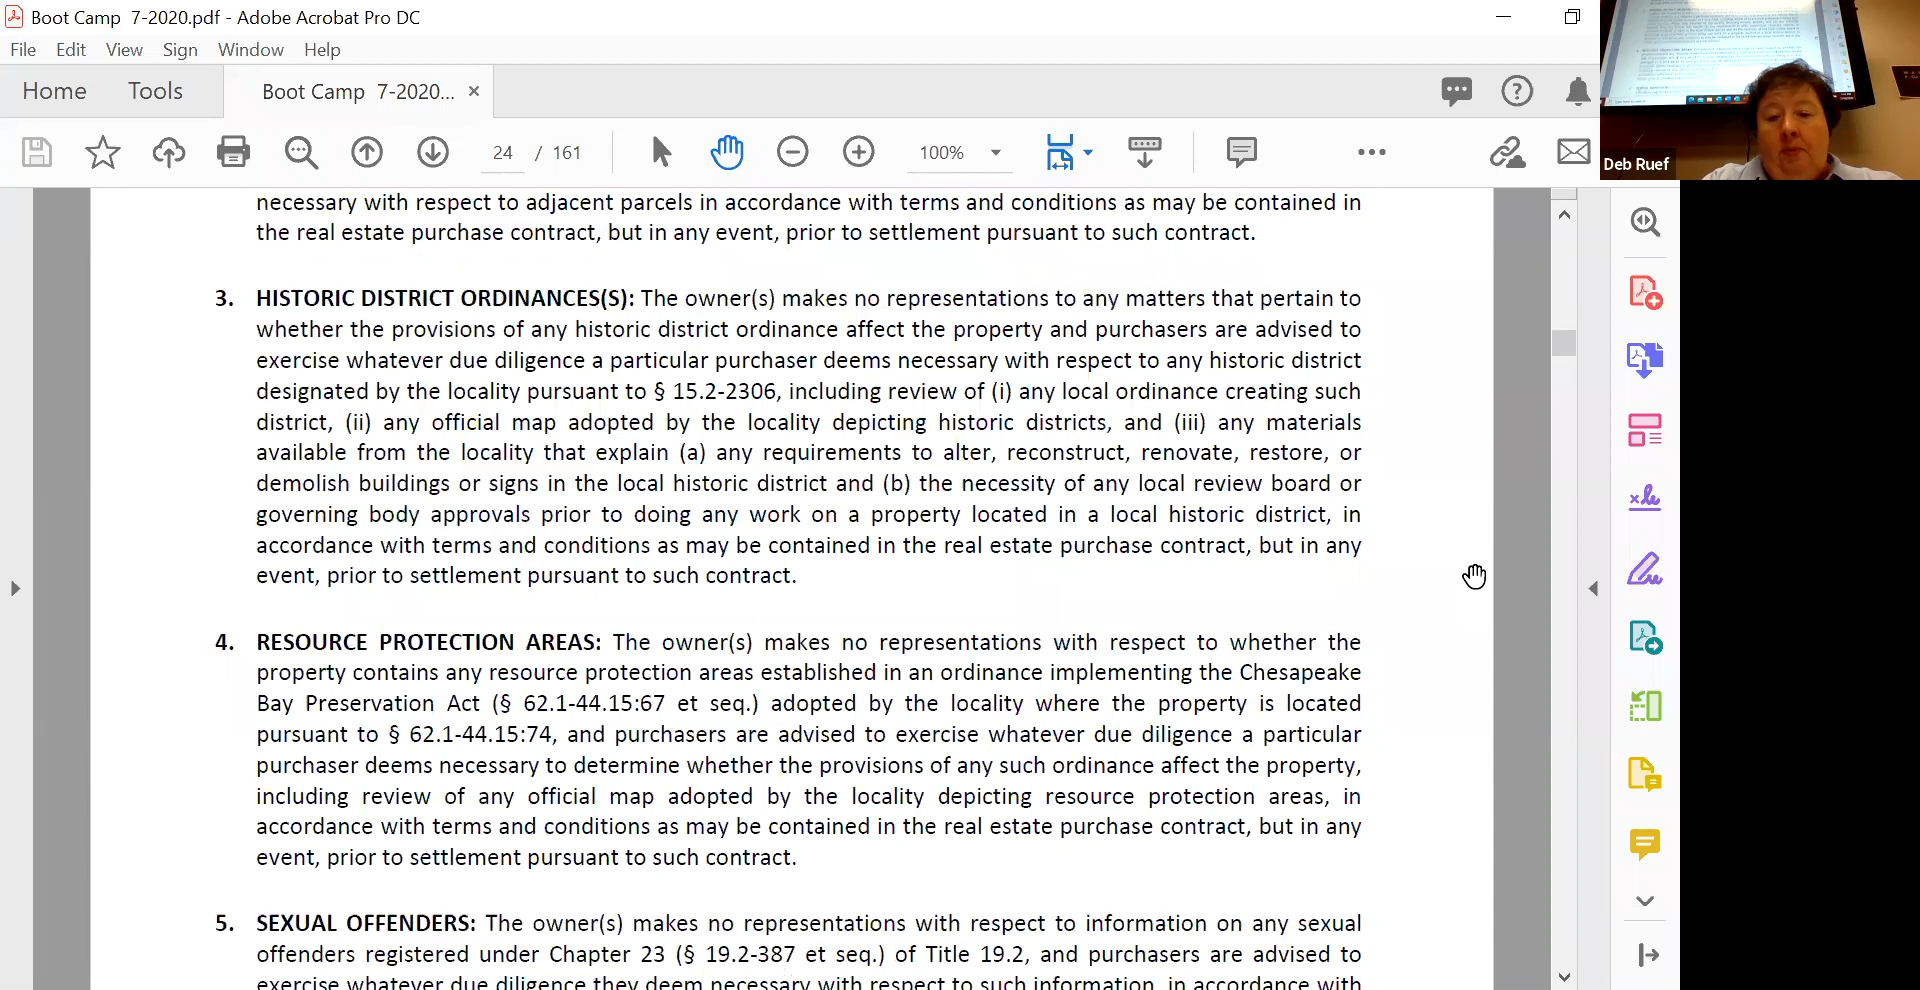 Boot Camp 7-2020.pdf - Adobe Acrobat Pro DC
File Edit View Sign Window Help
Home Tools Boot Camp 7-2020... ×
24 / 161 100%
Deb Ruef
necessary with respect to adjacent parcels in accordance with terms and conditions as may be contained in
the real estate purchase contract, but in any event, prior to settlement pursuant to such contract.
3. HISTORIC DISTRICT ORDINANCES(S): The owner(s) makes no representations to any matters that pertain to
whether the provisions of any historic district ordinance affect the property and purchasers are advised to
exercise whatever due diligence a particular purchaser deems necessary with respect to any historic district
designated by the locality pursuant to § 15.2-2306, including review of (i) any local ordinance creating such
district, (ii) any official map adopted by the locality depicting historic districts, and (iii) any materials
available from the locality that explain (a) any requirements to alter, reconstruct, renovate, restore, or
demolish buildings or signs in the local historic district and (b) the necessity of any local review board or
governing body approvals prior to doing any work on a property located in a local historic district, in
accordance with terms and conditions as may be contained in the real estate purchase contract, but in any
event, prior to settlement pursuant to such contract.
4. RESOURCE PROTECTION AREAS: The owner(s) makes no representations with respect to whether the
property contains any resource protection areas established in an ordinance implementing the Chesapeake
Bay Preservation Act (§ 62.1-44.15:67 et seq.) adopted by the locality where the property is located
pursuant to § 62.1-44.15:74, and purchasers are advised to exercise whatever due diligence a particular
purchaser deems necessary to determine whether the provisions of any such ordinance affect the property,
including review of any official map adopted by the locality depicting resource protection areas, in
accordance with terms and conditions as may be contained in the real estate purchase contract, but in any
event, prior to settlement pursuant to such contract.
5. SEXUAL OFFENDERS: The owner(s) makes no representations with respect to information on any sexual
offenders registered under Chapter 23 (§ 19.2-387 et seq.) of Title 19.2, and purchasers are advised to
exercise whatever due diligence they deem necessary with respect to such information, in accordance with